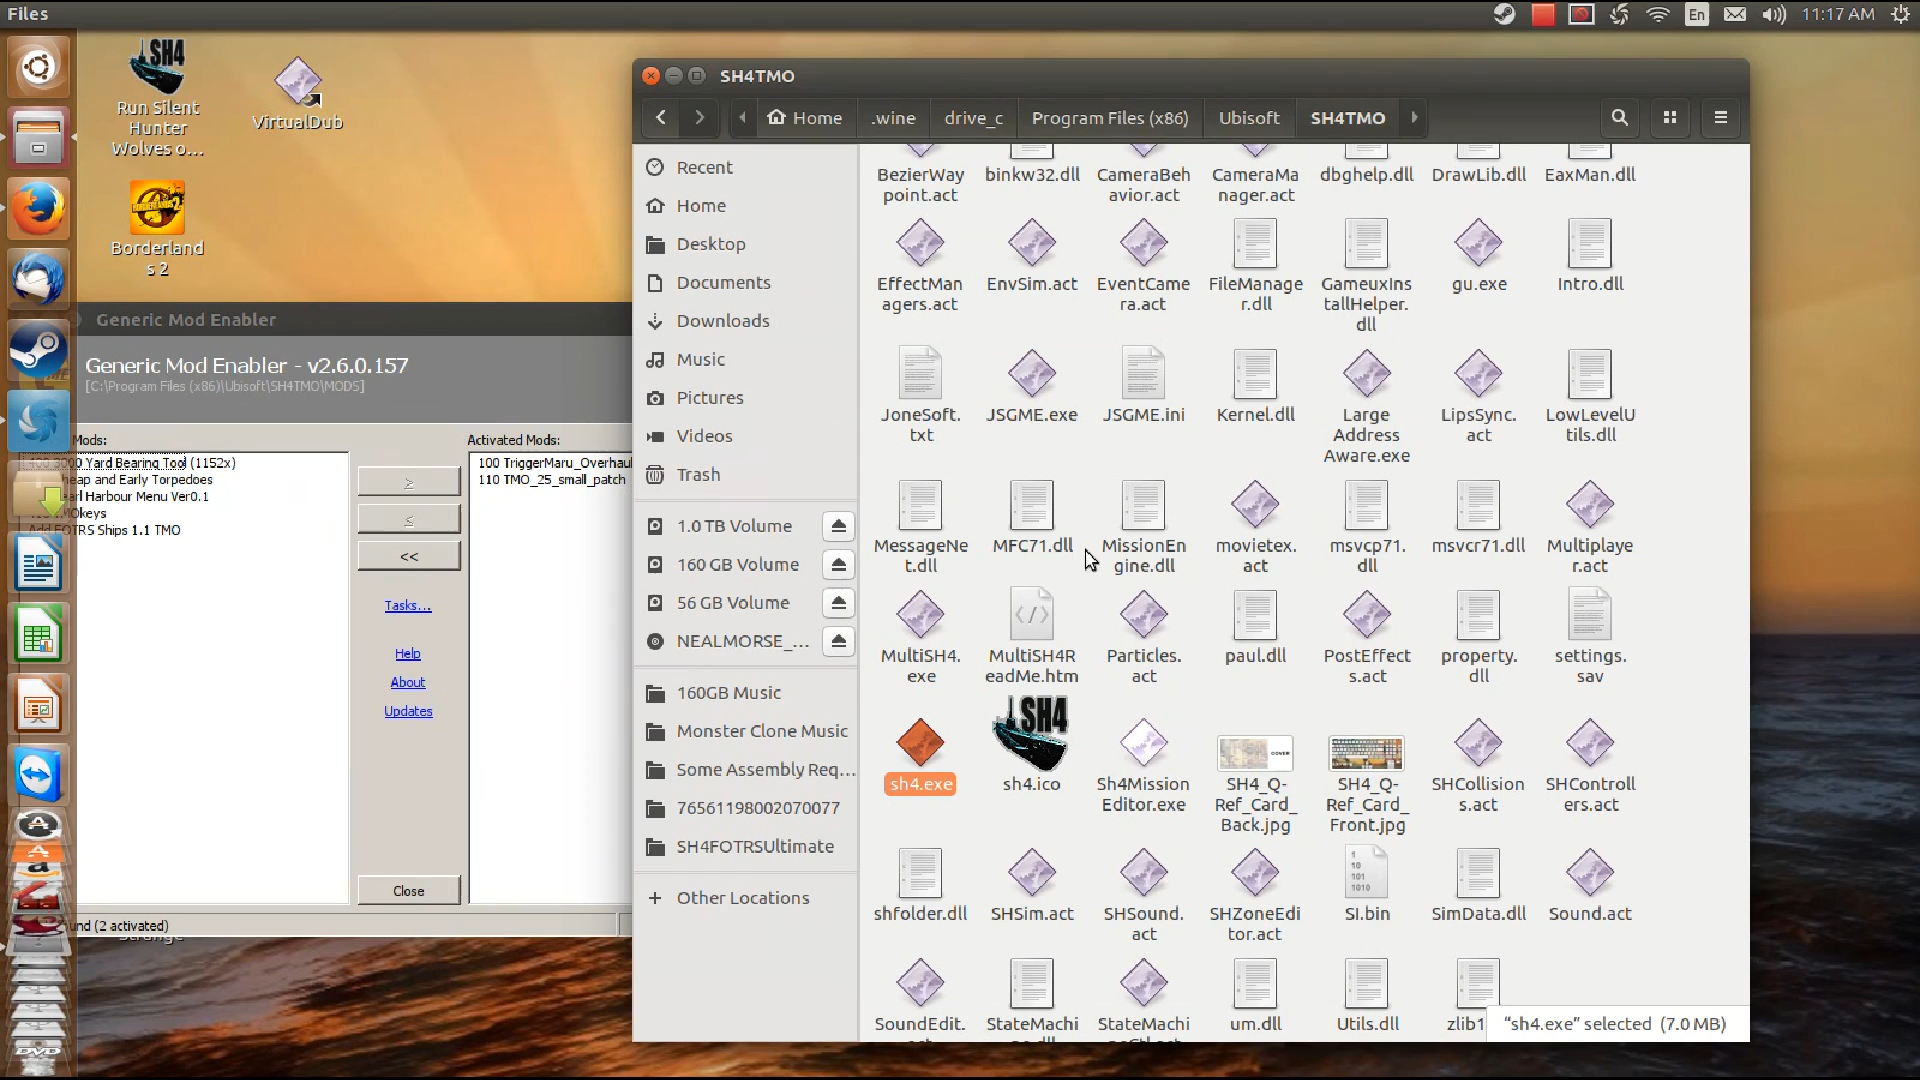 Files
En
11:17 AM
SH4
Run Silent
Hunter
Wolves o...
VirtualDub
Borderland
s 2
Generic Mod Enabler
Generic Mod Enabler - v2.6.0.157
[C:\Program Files (x86)\Ubisoft\SH4TMO\MODS]
Mods:
Yard Bearing Tool (1152x)
eap and Early Torpedoes
arl Harbour Menu Ver0.1
MOkeys
Add FOTRS Ships 1.1 TMO
>
<
<<
Tasks...
Help
About
Updates
Close
Activated Mods:
100 TriggerMaru_Overhaul
110 TMO_25_small_patch
und (2 activated)
Strange
SH4TMO
Home
.wine
drive_c
Program Files (x86)
Ubisoft
SH4TMO
Recent
Home
Desktop
Documents
Downloads
Music
Pictures
Videos
Trash
1.0 TB Volume
160 GB Volume
56 GB Volume
NEALMORSE_...
160GB Music
Monster Clone Music
Some Assembly Req...
76561198002070077
SH4FOTRSUltimate
Other Locations
BezierWay
point.act
binkw32.dll
CameraBeh
avior.act
CameraMa
nager.act
dbghelp.dll
DrawLib.dll
EaxMan.dll
EffectMan
agers.act
EnvSim.act
EventCame
ra.act
FileManage
r.dll
GameuxIns
tallHelper.
dll
gu.exe
Intro.dll
JoneSoft.
txt
JSGME.exe
JSGME.ini
Kernel.dll
Large
Address
Aware.exe
LipsSync.
act
LowLevelU
tils.dll
MessageNe
t.dll
MFC71.dll
MissionEn
gine.dll
movietex.
act
msvcp71.
dll
msvcr71.dll
Multiplaye
r.act
MultiSH4.
exe
MultiSH4R
eadMe.htm
Particles.
act
paul.dll
PostEffect
s.act
property.
dll
settings.
sav
sh4.exe
SH4
sh4.ico
Sh4Mission
Editor.exe
COVER
SH4_Q-
Ref_Card_
Back.jpg
SH4_Q-
Ref_Card_
Front.jpg
SHCollision
s.act
SHControll
ers.act
shfolder.dll
SHSim.act
SHSound.
act
SHZoneEdi
tor.act
1
10
101
1010
SI.bin
SimData.dll
Sound.act
SoundEdit.
StateMachi
StateMachi
um.dll
Utils.dll
zlib1
"sh4.exe" selected (7.0 MB)
DVD